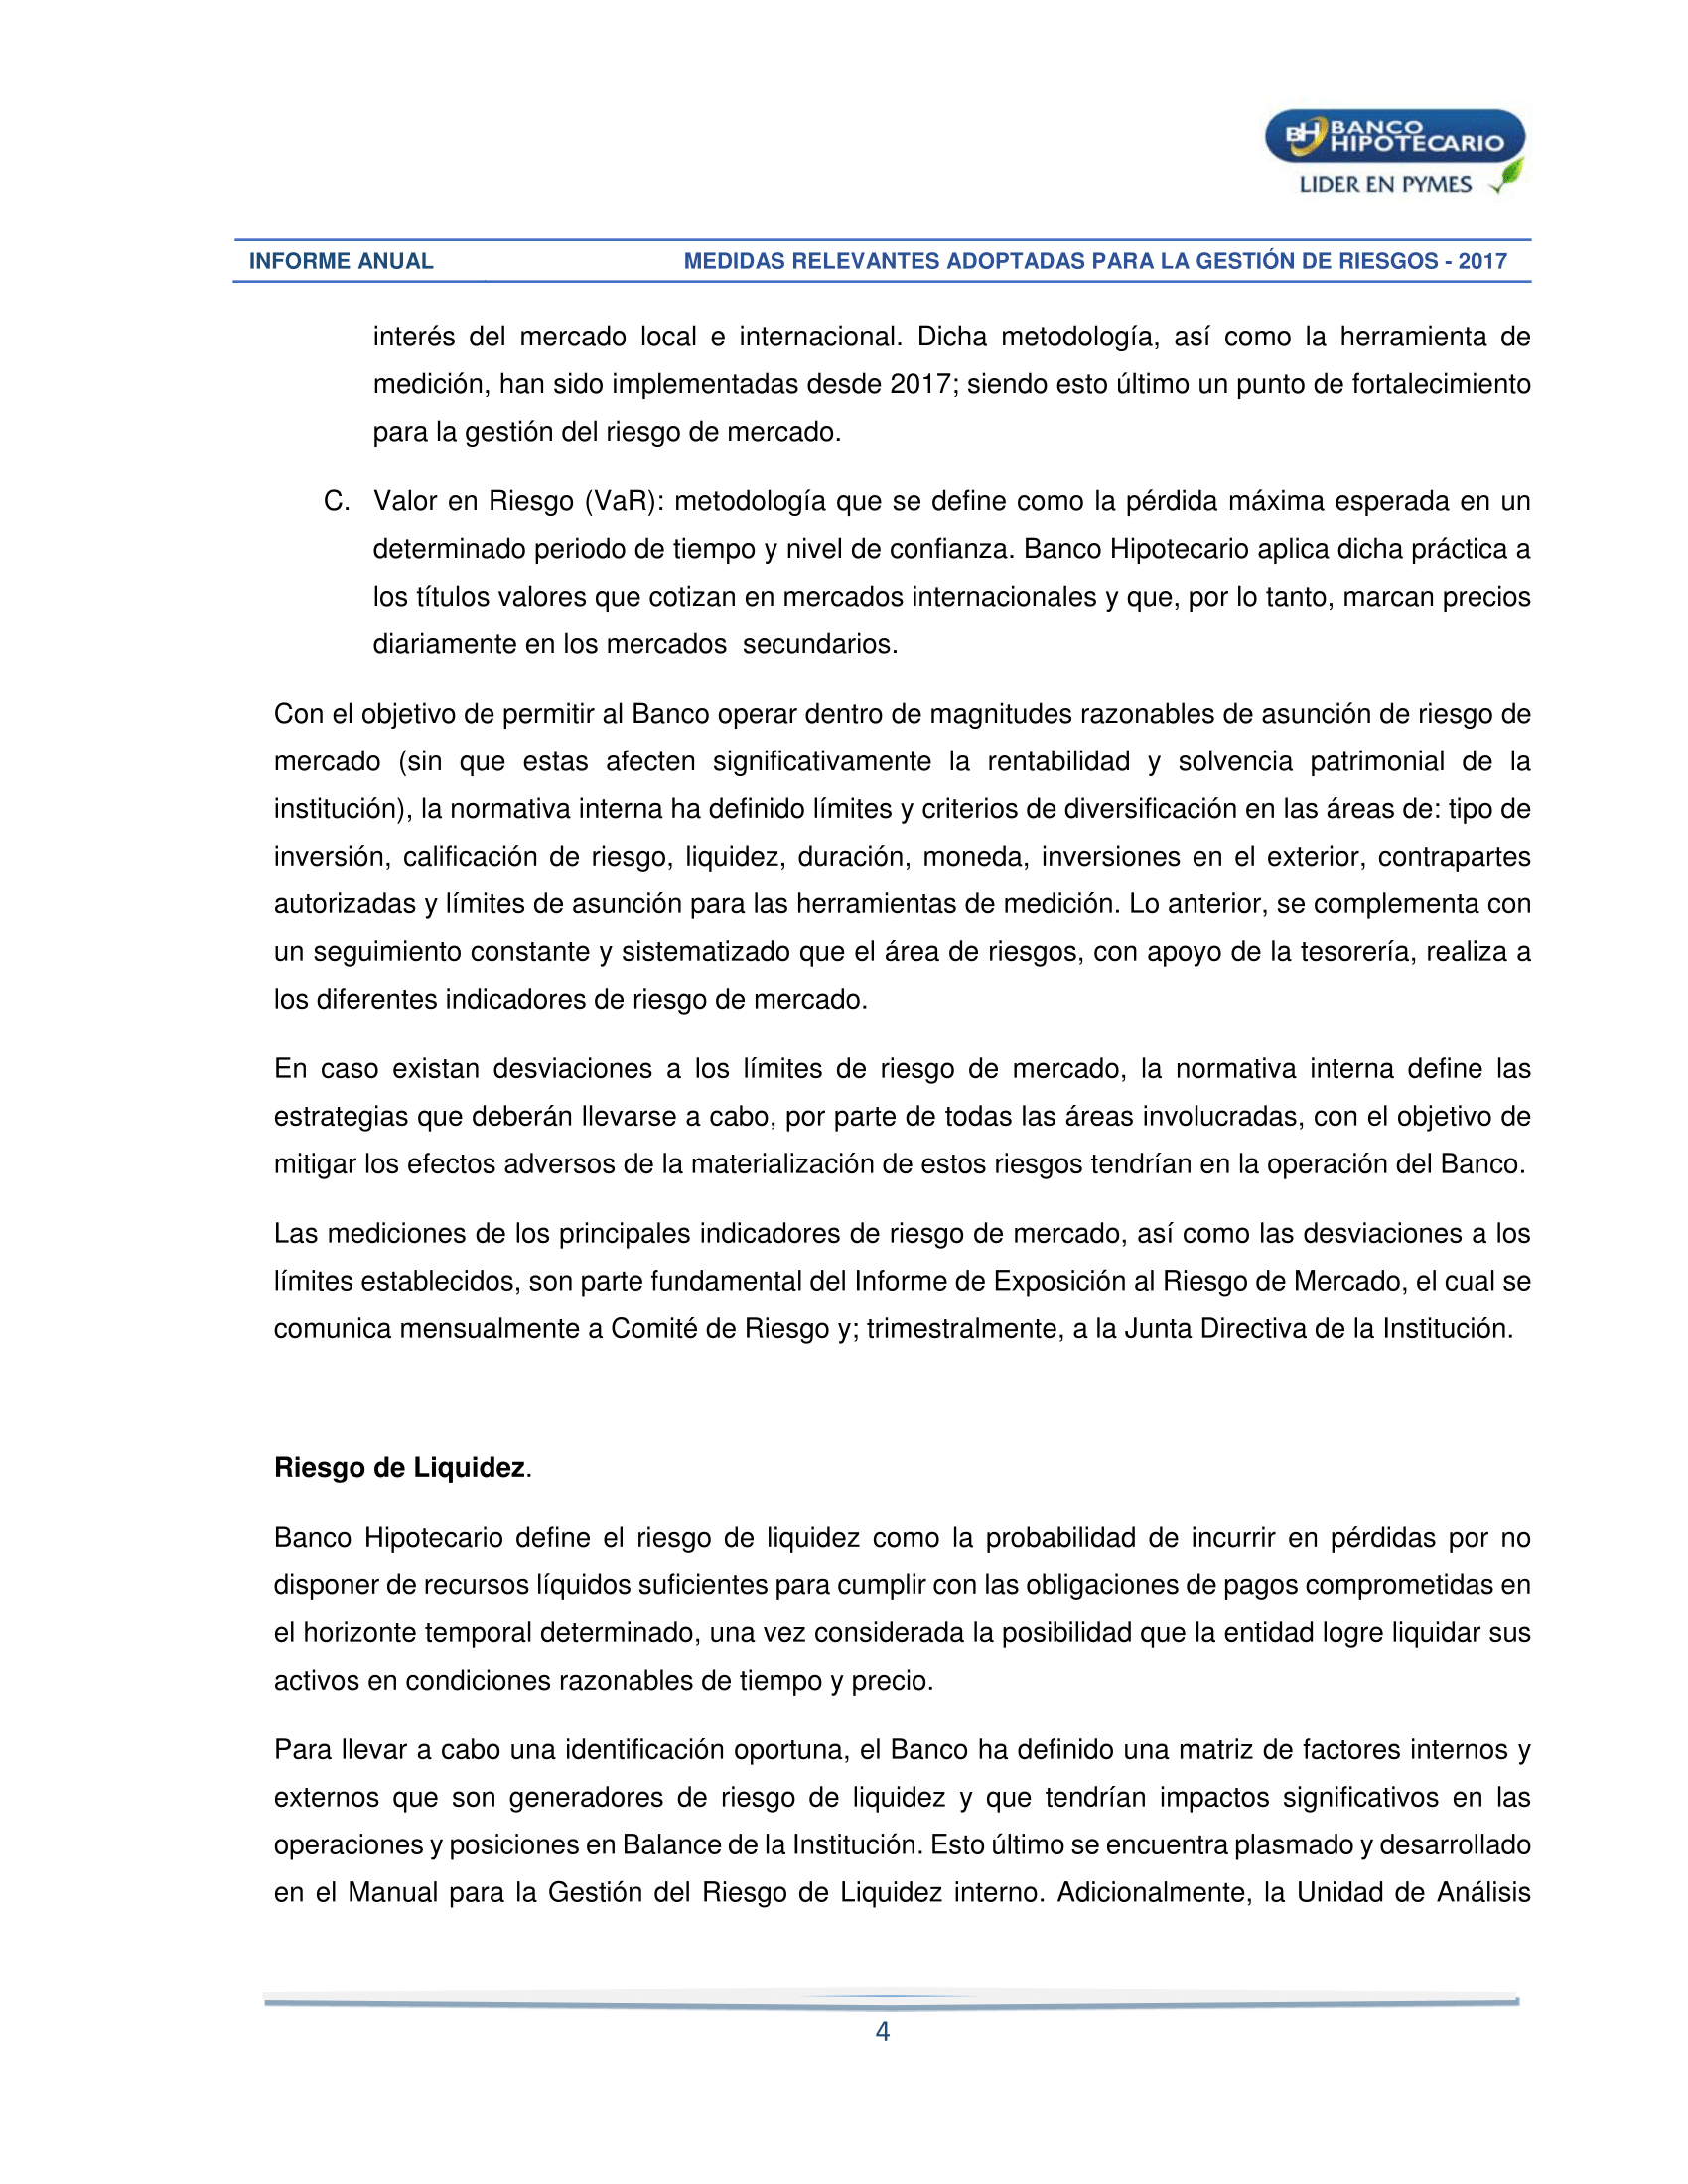 BH BANCO
HIPOTECARIO
LIDER EN PYMES
INFORME ANUAL MEDIDAS RELEVANTES ADOPTADAS PARA LA GESTIÓN DE RIESGOS - 2017
interés del mercado local e internacional. Dicha metodología, así como la herramienta de
medición, han sido implementadas desde 2017; siendo esto último un punto de fortalecimiento
para la gestión del riesgo de mercado.
C. Valor en Riesgo (VaR): metodología que se define como la pérdida máxima esperada en un
determinado periodo de tiempo y nivel de confianza. Banco Hipotecario aplica dicha práctica a
los títulos valores que cotizan en mercados internacionales y que, por lo tanto, marcan precios
diariamente en los mercados secundarios.
Con el objetivo de permitir al Banco operar dentro de magnitudes razonables de asunción de riesgo de
mercado (sin que estas afecten significativamente la rentabilidad y solvencia patrimonial de la
institución), la normativa interna ha definido límites y criterios de diversificación en las áreas de: tipo de
inversión, calificación de riesgo, liquidez, duración, moneda, inversiones en el exterior, contrapartes
autorizadas y límites de asunción para las herramientas de medición. Lo anterior, se complementa con
un seguimiento constante y sistematizado que el área de riesgos, con apoyo de la tesorería, realiza a
los diferentes indicadores de riesgo de mercado.
En caso existan desviaciones a los límites de riesgo de mercado, la normativa interna define las
estrategias que deberán llevarse a cabo, por parte de todas las áreas involucradas, con el objetivo de
mitigar los efectos adversos de la materialización de estos riesgos tendrían en la operación del Banco.
Las mediciones de los principales indicadores de riesgo de mercado, así como las desviaciones a los
límites establecidos, son parte fundamental del Informe de Exposición al Riesgo de Mercado, el cual se
comunica mensualmente a Comité de Riesgo y; trimestralmente, a la Junta Directiva de la Institución.
Riesgo de Liquidez.
Banco Hipotecario define el riesgo de liquidez como la probabilidad de incurrir en pérdidas por no
disponer de recursos líquidos suficientes para cumplir con las obligaciones de pagos comprometidas en
el horizonte temporal determinado, una vez considerada la posibilidad que la entidad logre liquidar sus
activos en condiciones razonables de tiempo y precio.
Para llevar a cabo una identificación oportuna, el Banco ha definido una matriz de factores internos y
externos que son generadores de riesgo de liquidez y que tendrían impactos significativos en las
operaciones y posiciones en Balance de la Institución. Esto último se encuentra plasmado y desarrollado
en el Manual para la Gestión del Riesgo de Liquidez interno. Adicionalmente, la Unidad de Análisis
4